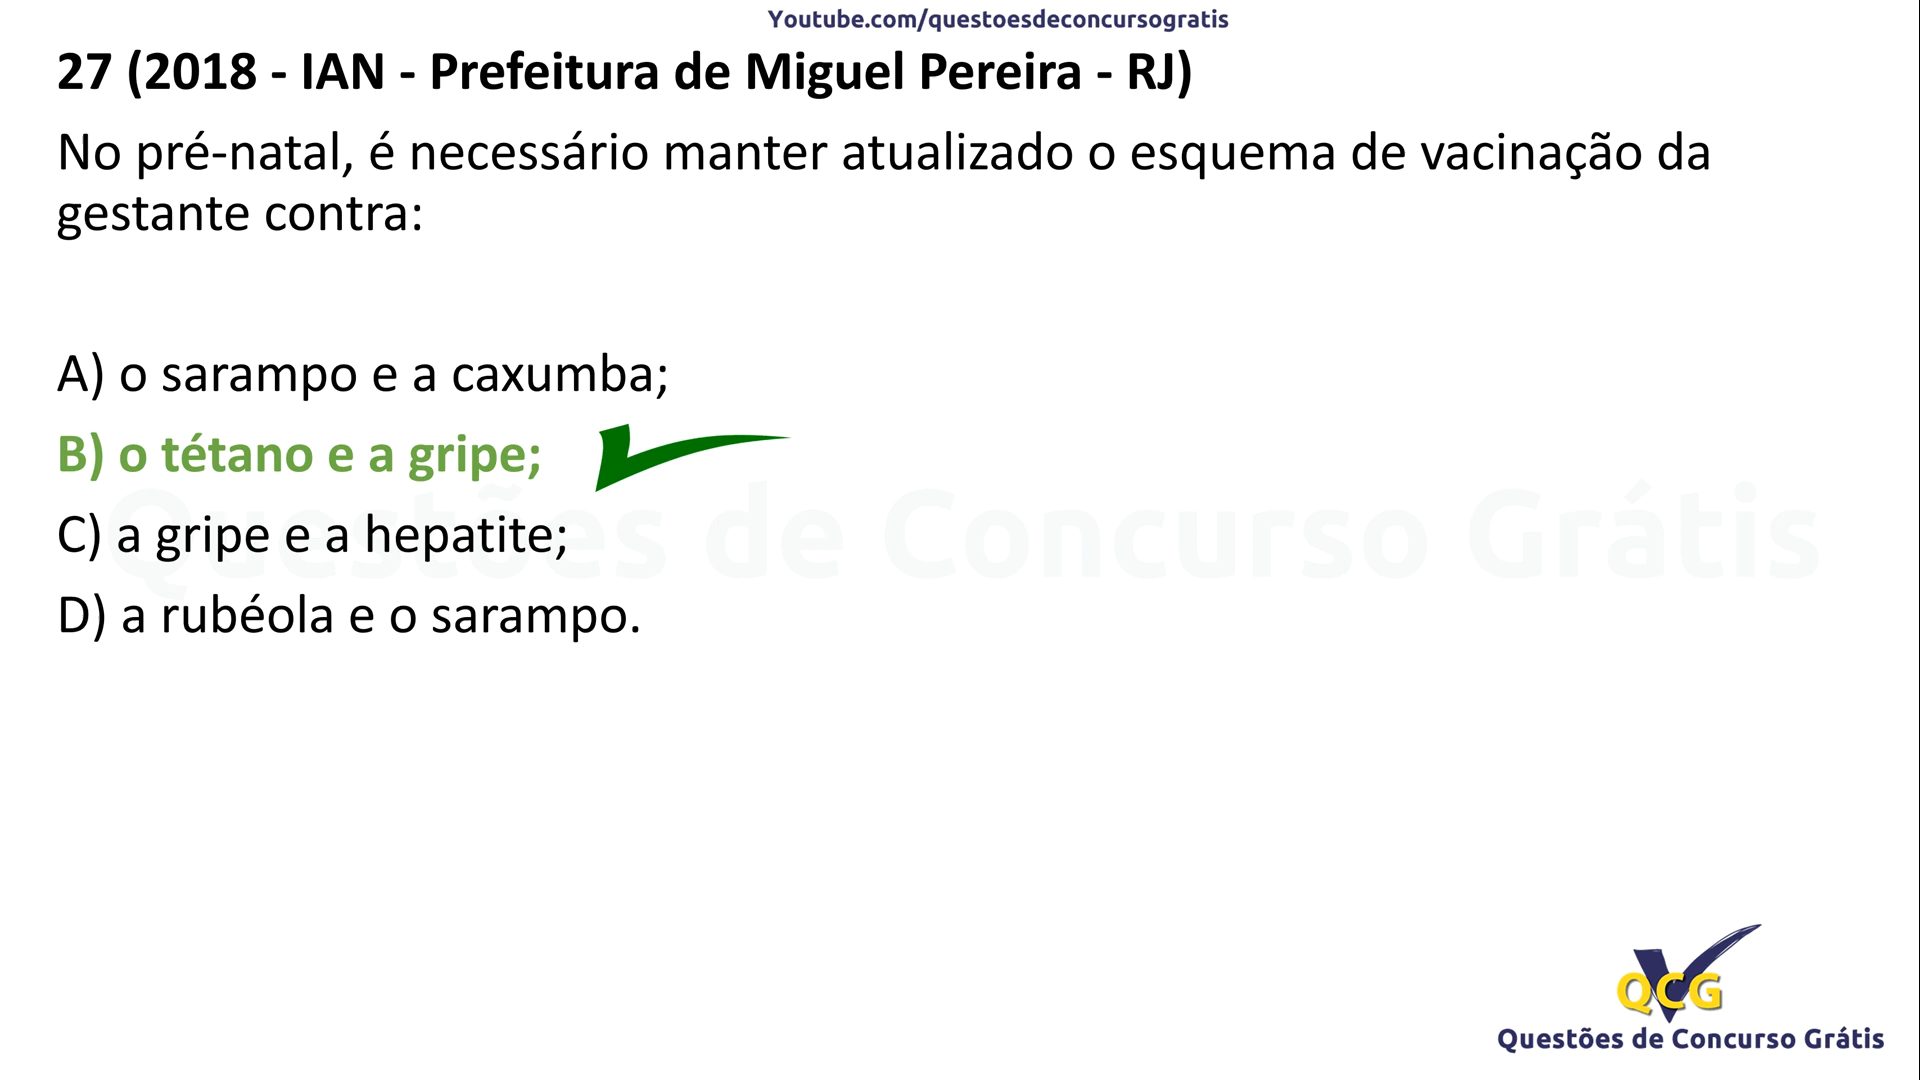 Youtube.com/questoesdeconcursogratis
27 (2018 - IAN - Prefeitura de Miguel Pereira - RJ)
No pré-natal, é necessário manter atualizado o esquema de vacinação da
gestante contra:
A) o sarampo e a caxumba;
B) o tétano e a gripe;
Questões de Concurso Grátis
C) a gripe e a hepatite;
D) a rubéola e o sarampo.
QCG
Questões de Concurso Grátis